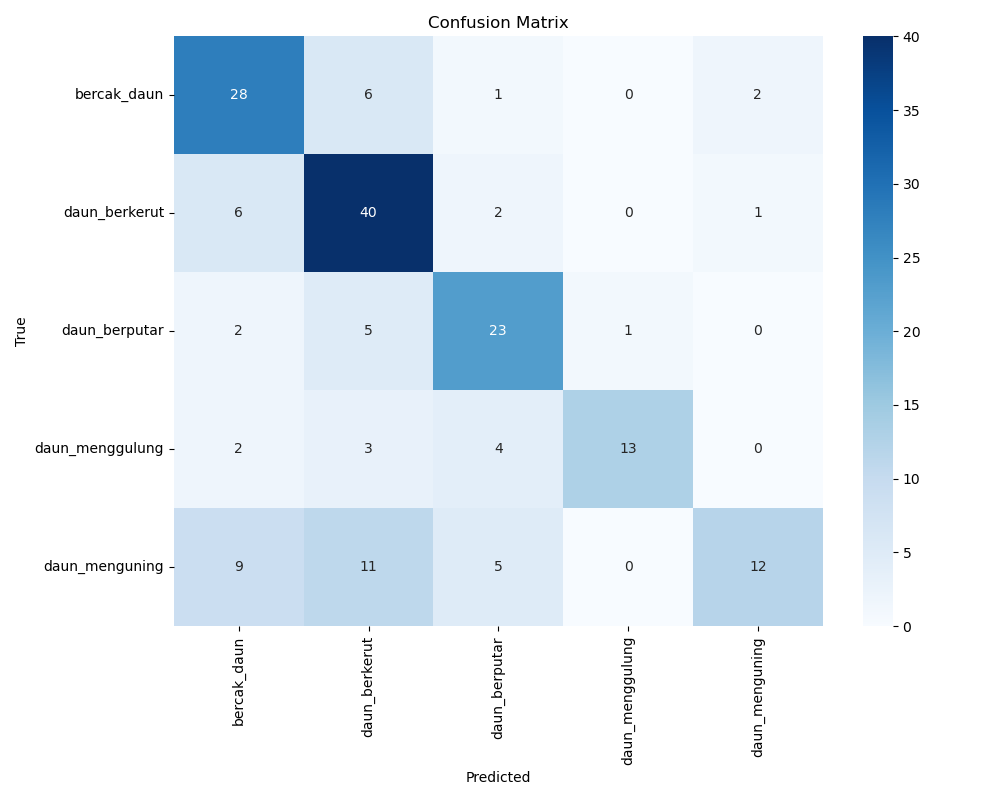 Confusion Matrix
True
bercak_daun 28 6 1 0 2
daun_berkerut 6 40 2 0 1
daun_berputar 2 5 23 1 0
daun_menggulung 2 3 4 13 0
daun_menguning 9 11 5 0 12
bercak_daun
daun_berkerut
daun_berputar
daun_menggulung
daun_menguning
Predicted
40
35
30
25
20
15
10
5
0